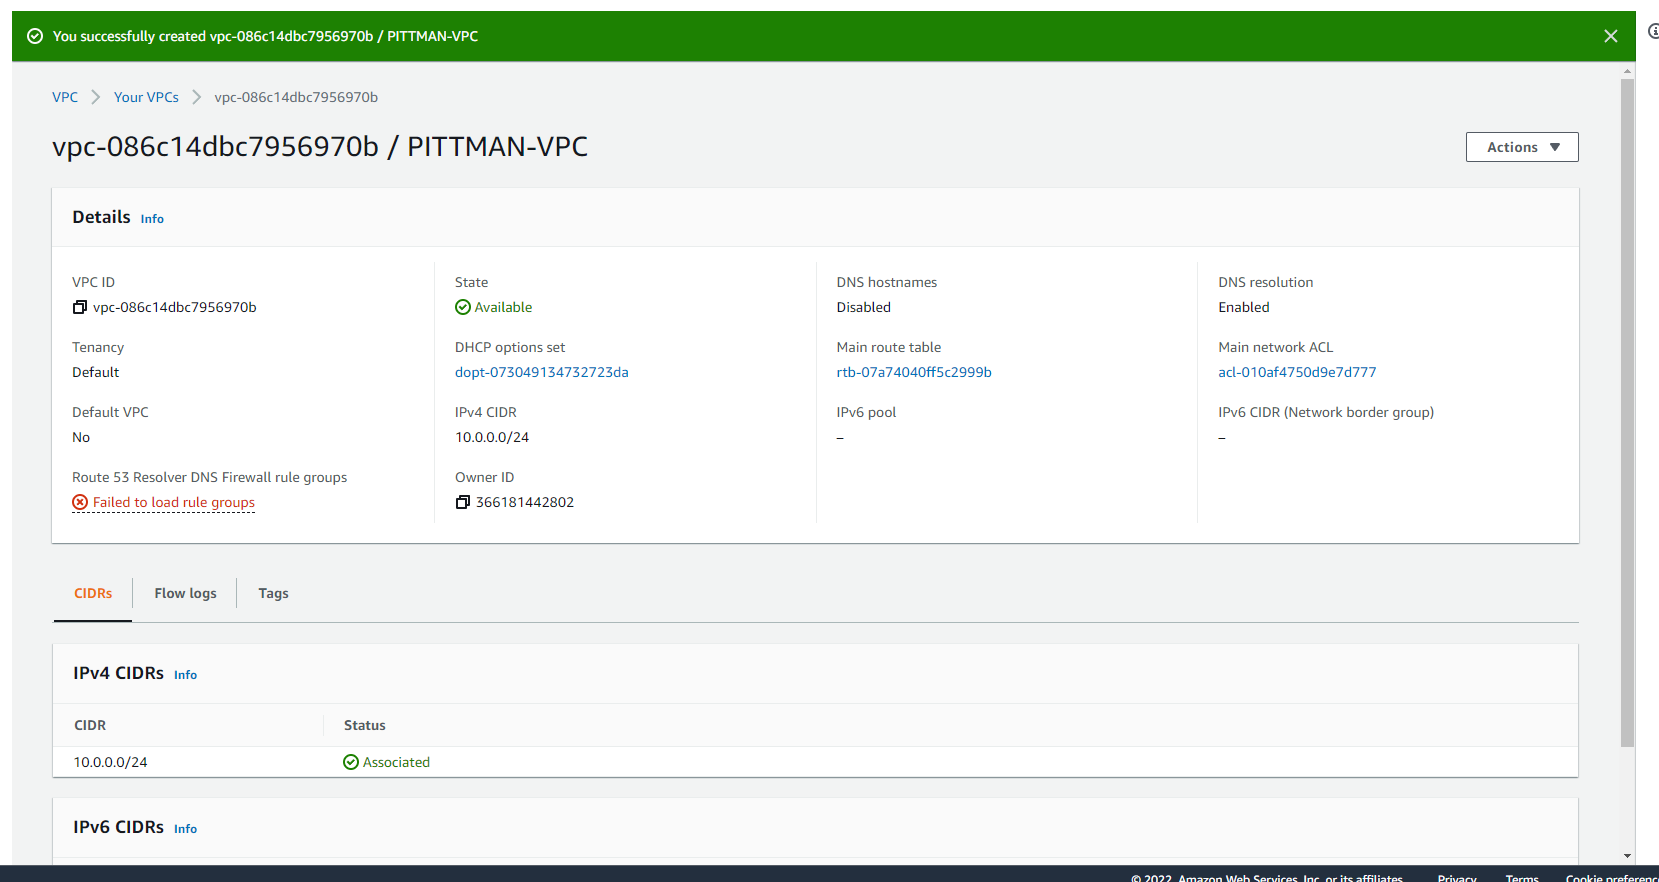 You successfully created vpc-086c14dbc7956970b / PITTMAN-VPC
VPC > Your VPCs > vpc-086c14dbc7956970b
vpc-086c14dbc7956970b / PITTMAN-VPC
Actions ▼
Details Info
VPC ID
vpc-086c14dbc7956970b
State
Available
DNS hostnames
Disabled
DNS resolution
Enabled
Tenancy
Default
DHCP options set
dopt-073049134732723da
Main route table
rtb-07a74040ff5c2999b
Main network ACL
acl-010af4750d9e7d777
Default VPC
No
IPv4 CIDR
10.0.0.0/24
IPv6 pool
–
IPv6 CIDR (Network border group)
–
Route 53 Resolver DNS Firewall rule groups
Failed to load rule groups
Owner ID
366181442802
CIDRs Flow logs Tags
IPv4 CIDRs Info
CIDR Status
10.0.0.0/24 Associated
IPv6 CIDRs Info
© 2022, Amazon Web Services, Inc. or its affiliates. Privacy Terms Cookie preferenc